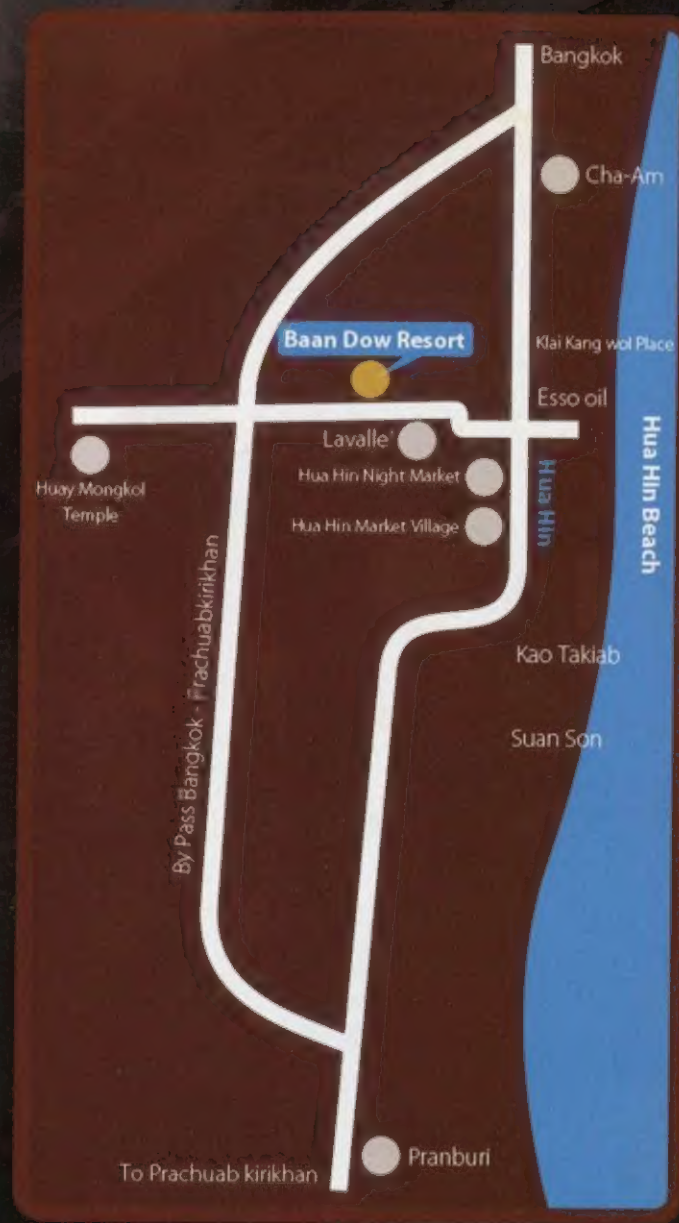 Bangkok
Cha-Am
Baan Dow Resort
Klai Kang wol Place
Esso oil
Lavalle'
Hua Hin Night Market
Hua Hin
Hua Hin Beach
Huay Mongkol
Temple
Hua Hin Market Village
By Pass Bangkok - Prachuabkirikhan
Kao Takiab
Suan Son
Pranburi
To Prachuab kirikhan